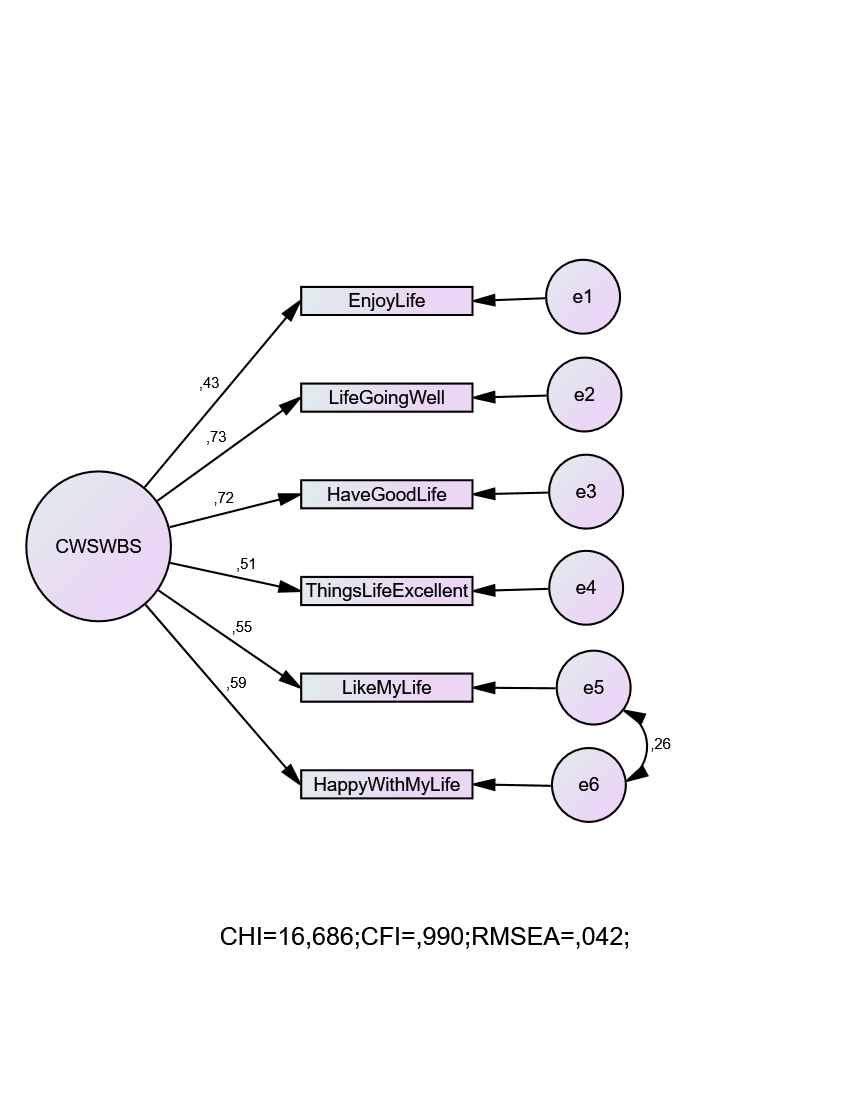 EnjoyLife
e1
,43
LifeGoingWell
e2
,73
HaveGoodLife
e3
,72
CWSWBS
,51
ThingsLifeExcellent
e4
,55
LikeMyLife
e5
,59
,26
HappyWithMyLife
e6
CHI=16,686;CFI=,990;RMSEA=,042;